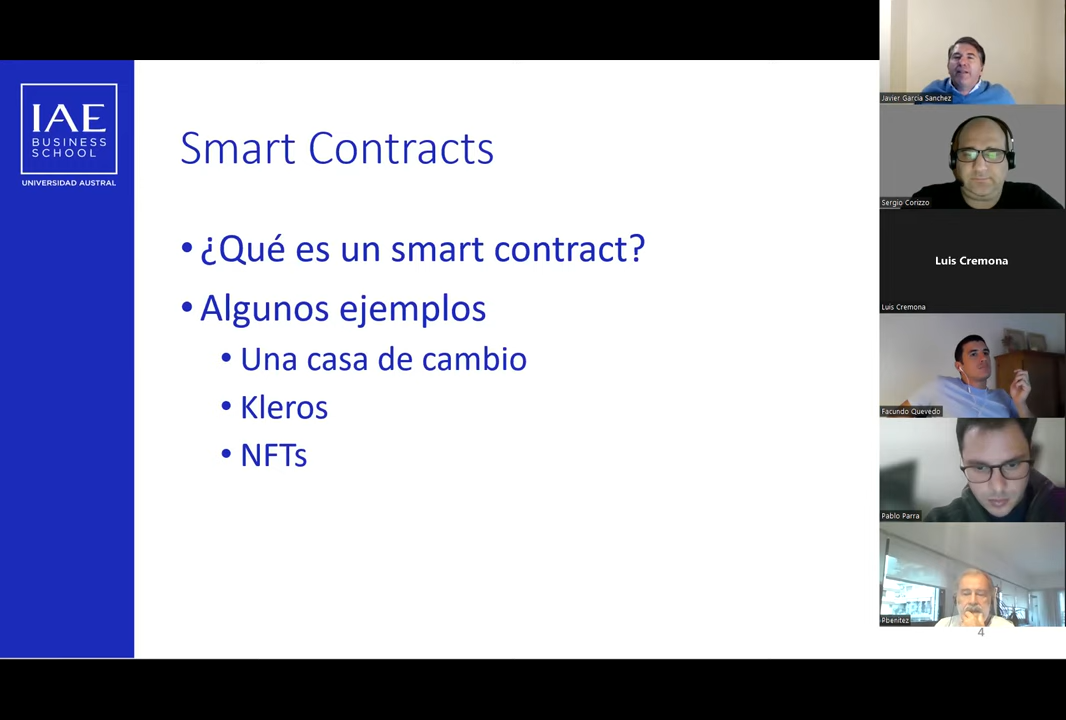 IAE
BUSINESS
SCHOOL
UNIVERSIDAD AUSTRAL
Smart Contracts
• ¿Qué es un smart contract?
• Algunos ejemplos
• Una casa de cambio
• Kleros
• NFTs
4
Javier García Sanchez
Sergio Corizzo
Luis Cremona
Luis Cremona
Facundo Quevedo
Pablo Parra
Pbenitez